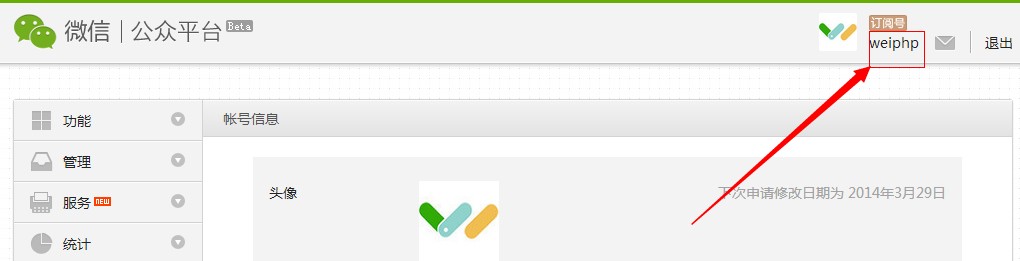 微信 | 公众平台 Beta
订阅号
weiphp
退出
功能
帐号信息
管理
服务 NEW
统计
头像
下次申请修改日期为 2014年3月29日